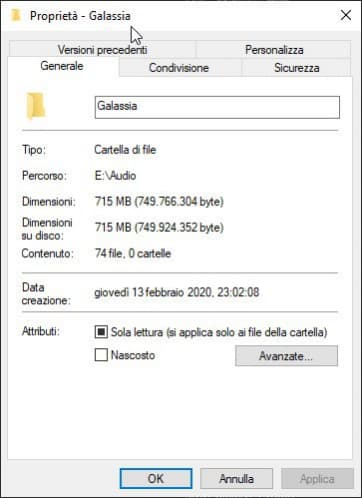 Proprietà - Galassia
Versioni precedenti Personalizza
Generale Condivisione Sicurezza
Galassia
Tipo: Cartella di file
Percorso: E:\Audio
Dimensioni: 715 MB (749.766.304 byte)
Dimensioni
su disco: 715 MB (749.924.352 byte)
Contenuto: 74 file, 0 cartelle
Data
creazione: giovedì 13 febbraio 2020, 23:02:08
Attributi: Sola lettura (si applica solo ai file della cartella)
Nascosto Avanzate...
OK Annulla Applica